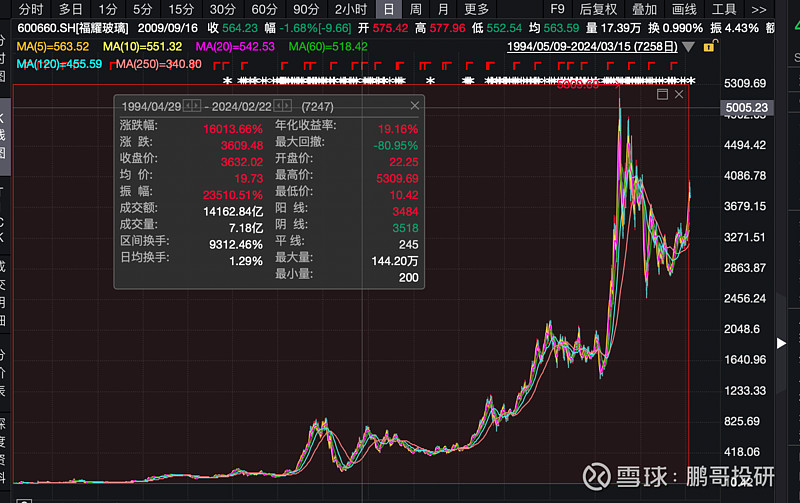 分时 多日 1分 5分 15分 30分 60分 90分 2小时 日 周 月 更多 F9 后复权 叠加 画线 工具 >>
600660.SH[福耀玻璃] 2009/09/16 收 564.23 幅 -1.68%[-9.66] 开 575.42 高 577.96 低 552.54 均 563.59 量 17.39万 换 0.990% 振 4.43% 额
MA(5)=563.52 MA(10)=551.32 MA(20)=542.53 MA(60)=518.42 1994/05/09-2024/03/15 (7258日)
MA(120)=455.59 MA(250)=340.80
5309.69
5309.69
5005.23
4494.42
4086.78
3679.15
3271.51
2863.87
2456.24
2048.6
1640.96
1233.33
825.69
418.06
1994/04/29 - 2024/02/22 (7247)
涨跌幅: 16013.66% 年化收益率: 19.16%
涨 跌: 3609.48 最大回撤: -80.95%
收盘价: 3632.02 开盘价: 22.25
均 价: 19.73 最高价: 5309.69
振 幅: 23510.51% 最低价: 10.42
成交额: 14162.84亿 阳 线: 3484
成交量: 7.18亿 阴 线: 3518
区间换手: 9312.46% 平 线: 245
日均换手: 1.29% 最大量: 144.20万
最小量: 200
雪球：鹏哥投研